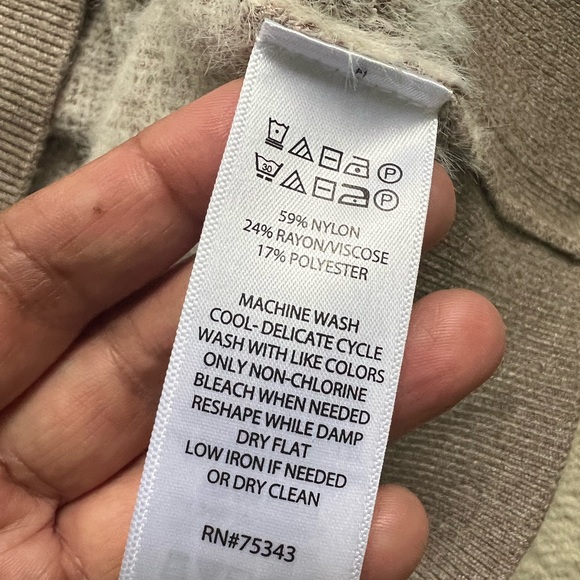 30
P
P
59% NYLON
24% RAYON/VISCOSE
17% POLYESTER
MACHINE WASH
COOL- DELICATE CYCLE
WASH WITH LIKE COLORS
ONLY NON-CHLORINE
BLEACH WHEN NEEDED
RESHAPE WHILE DAMP
DRY FLAT
LOW IRON IF NEEDED
OR DRY CLEAN
RN#75343